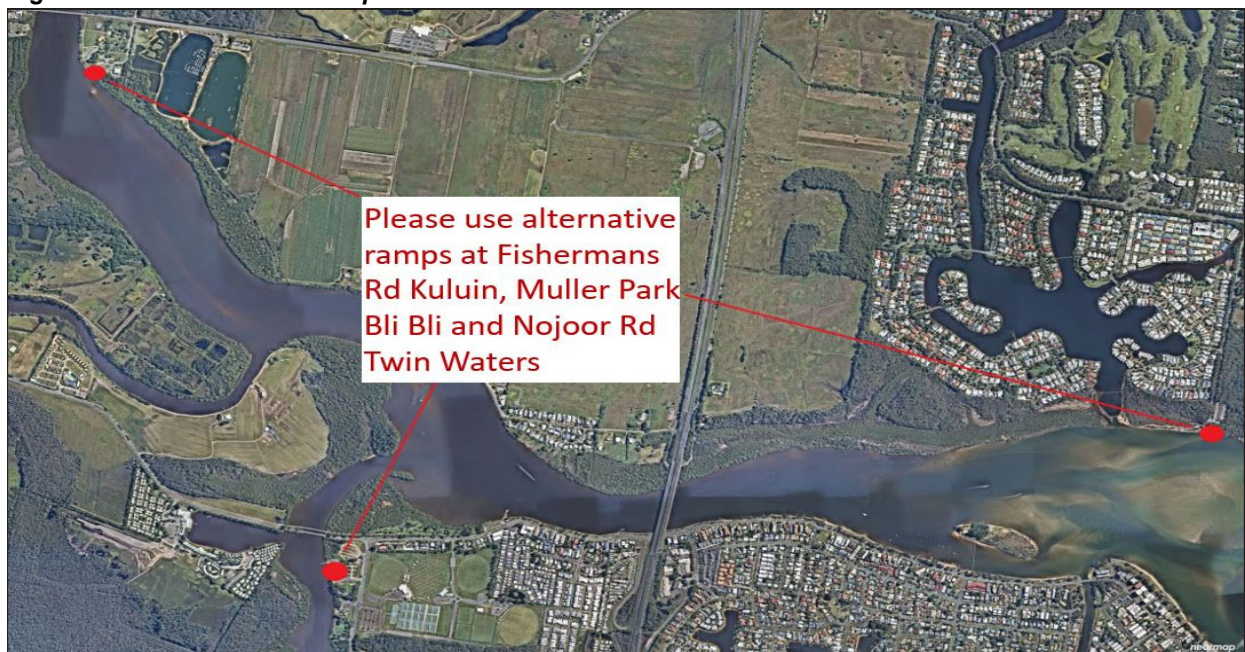 Please use alternative
ramps at Fishermans
Rd Kuluin, Muller Park
Bli Bli and Nojoor Rd
Twin Waters
nearmap